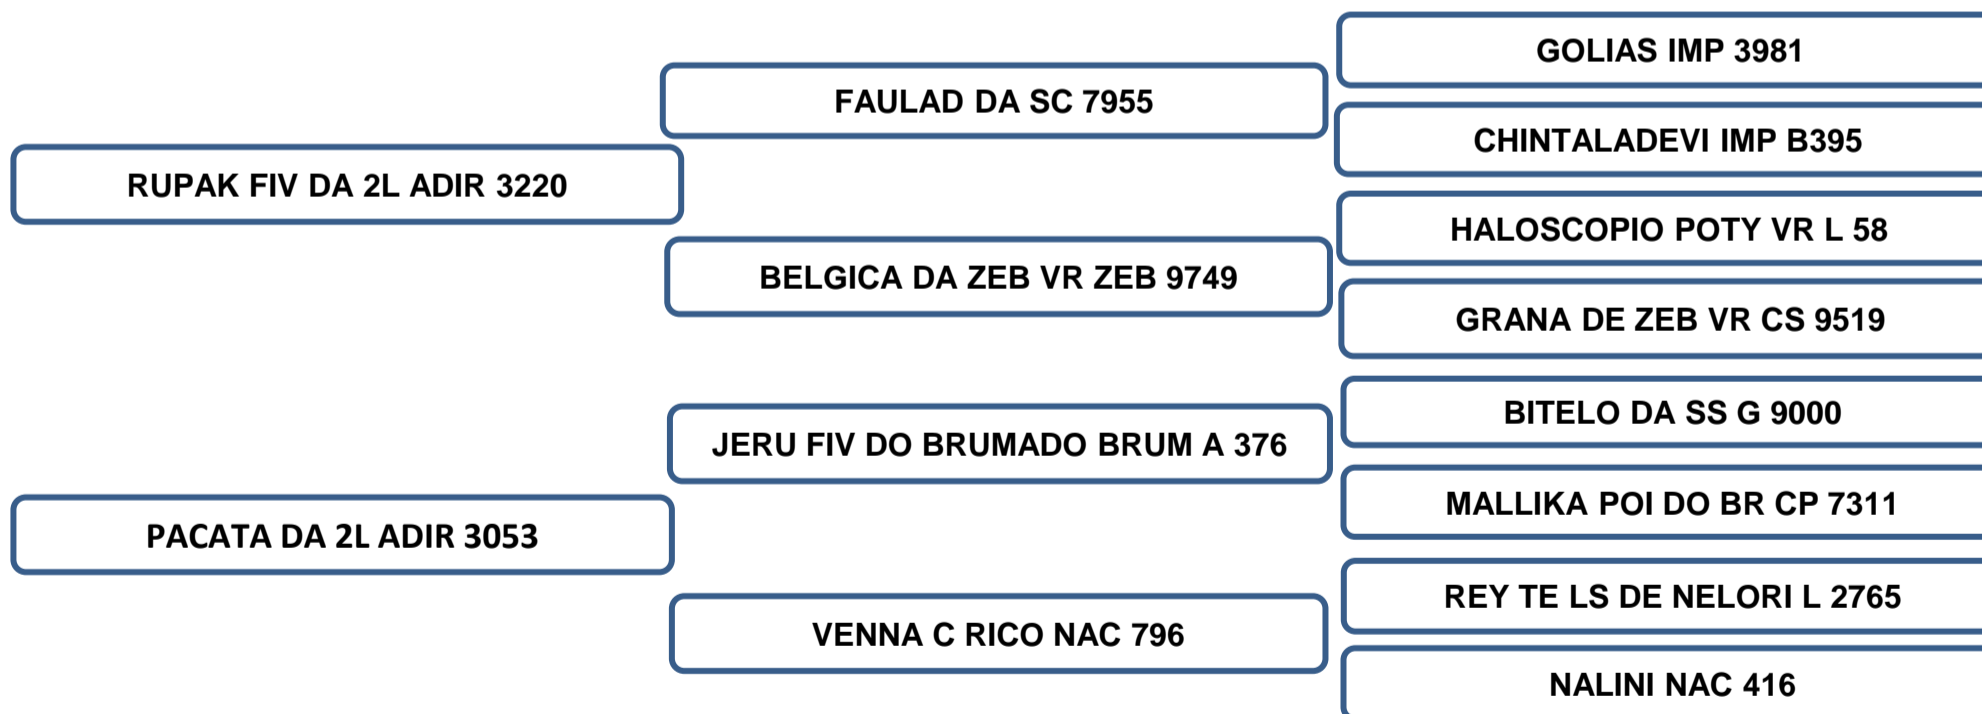 GOLIAS IMP 3981
FAULAD DA SC 7955
CHINTALADEVI IMP B395
RUPAK FIV DA 2L ADIR 3220
HALOSCOPIO POTY VR L 58
BELGICA DA ZEB VR ZEB 9749
GRANA DE ZEB VR CS 9519
BITELO DA SS G 9000
JERU FIV DO BRUMADO BRUM A 376
MALLIKA POI DO BR CP 7311
PACATA DA 2L ADIR 3053
REY TE LS DE NELORI L 2765
VENNA C RICO NAC 796
NALINI NAC 416